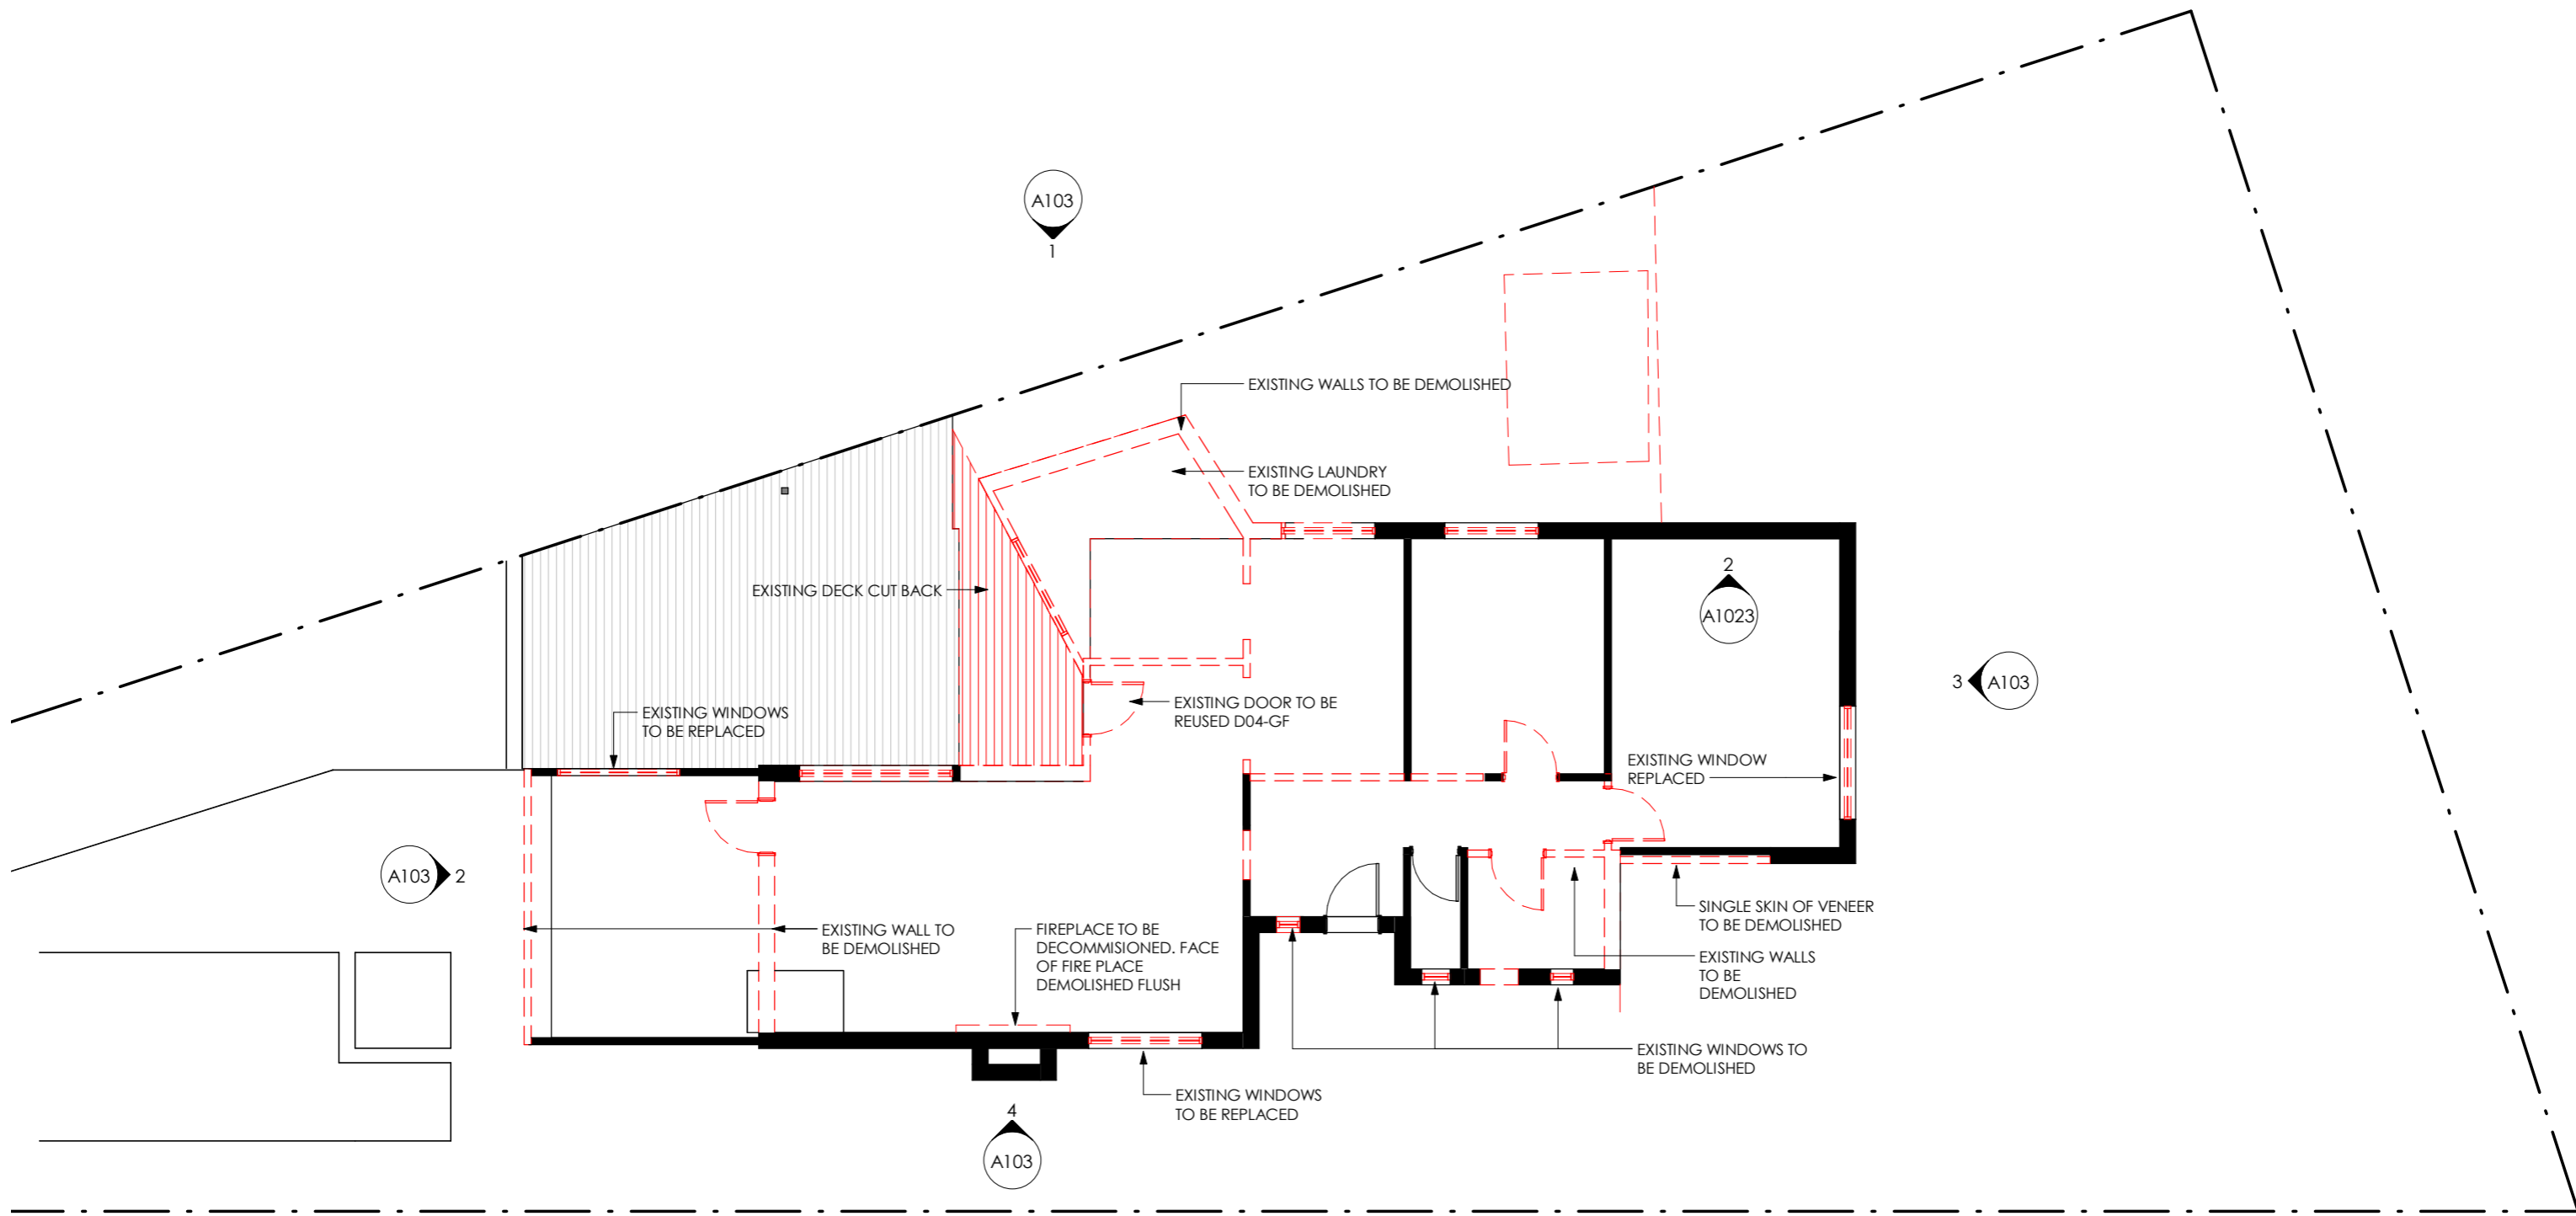 A103
1
EXISTING WALLS TO BE DEMOLISHED
EXISTING LAUNDRY
TO BE DEMOLISHED
EXISTING DECK CUT BACK
2
A1023
3
A103
EXISTING DOOR TO BE
REUSED D04-GF
EXISTING WINDOWS
TO BE REPLACED
EXISTING WINDOW
REPLACED
A103
2
EXISTING WALL TO
BE DEMOLISHED
FIREPLACE TO BE
DECOMMISIONED. FACE
OF FIRE PLACE
DEMOLISHED FLUSH
SINGLE SKIN OF VENEER
TO BE DEMOLISHED
EXISTING WALLS
TO BE
DEMOLISHED
EXISTING WINDOWS TO
BE DEMOLISHED
EXISTING WINDOWS
TO BE REPLACED
4
A103